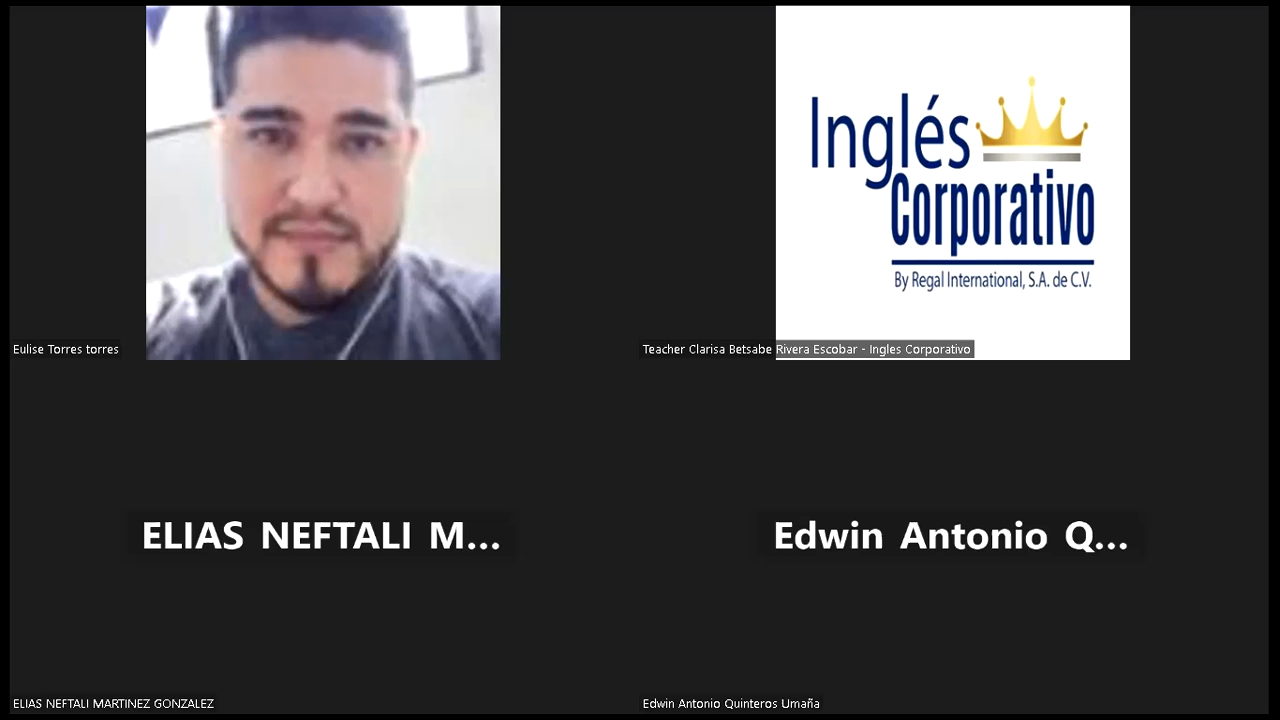 Inglés
Corporativo
By Regal International, S.A. de C.V.
Eulise Torres torres
Teacher Clarisa Betsabe Rivera Escobar - Ingles Corporativo
ELIAS NEFTALI M...
Edwin Antonio Q...
ELIAS NEFTALI MARTINEZ GONZALEZ
Edwin Antonio Quinteros Umaña